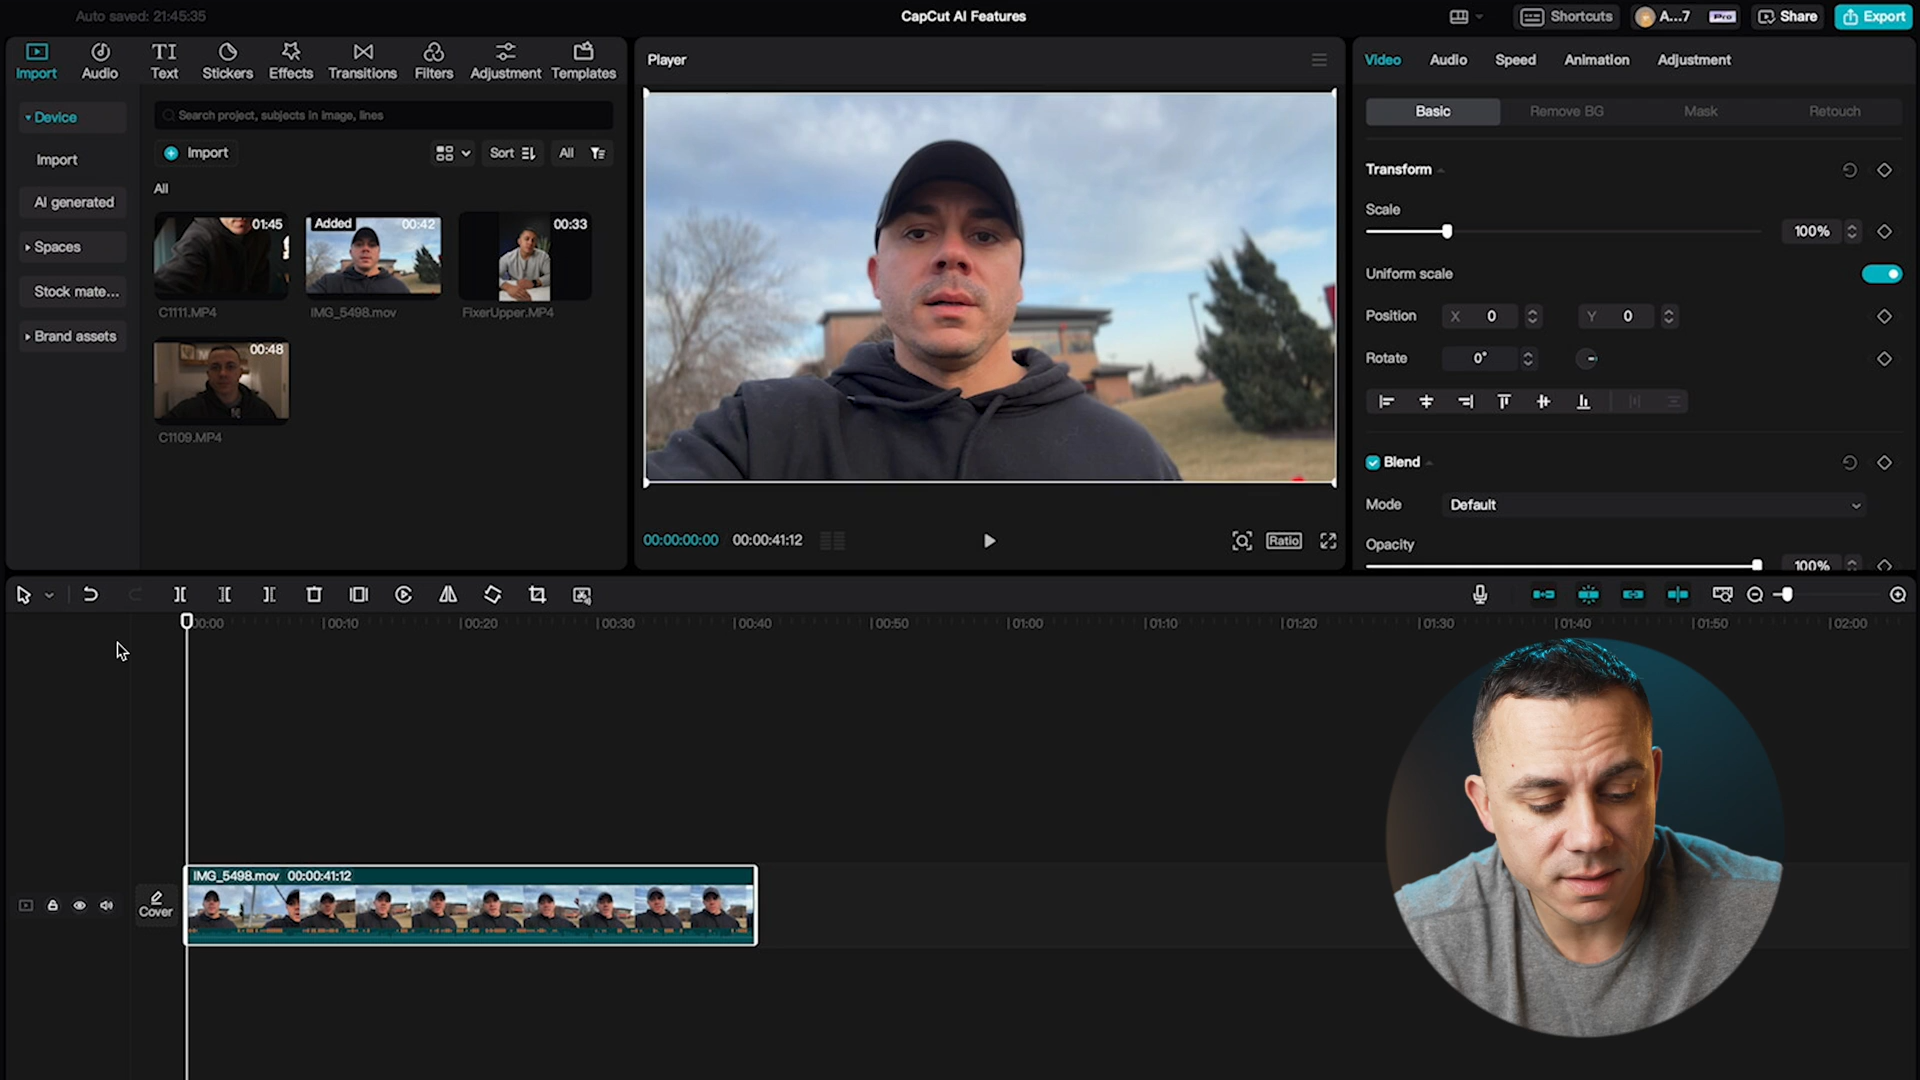 Auto saved: 21:45:35
CapCut AI Features
Shortcuts
A...7
Pro
Share
Export
Import
Audio
TI
Text
Stickers
Effects
Transitions
Filters
Adjustment
Templates
Device
Import
AI generated
Spaces
Stock mate...
Brand assets
Search project, subjects in image, lines
Import
Sort
All
All
01:45
C1111.MP4
Added
00:42
IMG_5498.mov
00:33
FixerUpper.MP4
00:48
C1109.MP4
Player
00:00:00:00
00:00:41:12
Ratio
Video
Audio
Speed
Animation
Adjustment
Basic
Remove BG
Mask
Retouch
Transform
Scale
100%
Uniform scale
Position
X 0
Y 0
Rotate
0°
Blend
Mode
Default
Opacity
100%
00:00
00:10
00:20
00:30
00:40
00:50
01:00
01:10
01:20
01:30
01:40
01:50
02:00
IMG_5498.mov 00:00:41:12
Cover